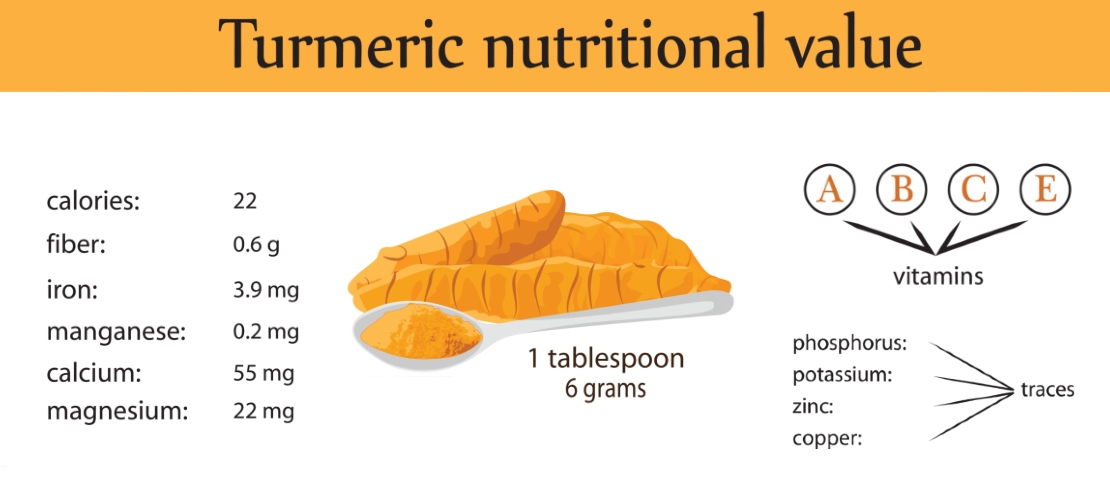 Turmeric nutritional value
calories: 22
fiber: 0.6 g
iron: 3.9 mg
manganese: 0.2 mg
calcium: 55 mg
magnesium: 22 mg
1 tablespoon
6 grams
A B C E
vitamins
phosphorus:
potassium:
zinc:
copper:
traces